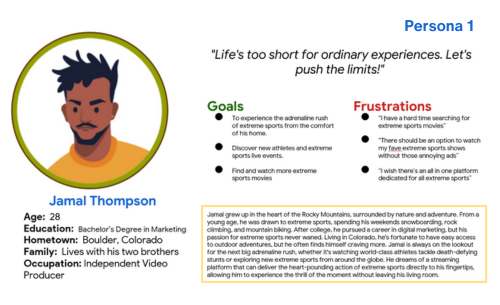 Persona 1
"Life's too short for ordinary experiences. Let's
push the limits!"
Goals
To experience the adrenaline rush
of extreme sports from the comfort
of his home.
Discover new athletes and extreme
sports live events.
Find and watch more extreme
sports movies
Frustrations
"I have a hard time searching for
extreme sports movies"
"There should be an option to watch
my fave extreme sports shows
without those annoying ads"
"I wish there's an all in one platform
dedicated for all extreme sports"
Jamal Thompson
Age: 28
Education: Bachelor's Degree in Marketing
Hometown: Boulder, Colorado
Family: Lives with his two brothers
Occupation: Independent Video
Producer
Jamal grew up in the heart of the Rocky Mountains, surrounded by nature and adventure. From a
young age, he was drawn to extreme sports, spending his weekends snowboarding, rock
climbing, and mountain biking. After college, he pursued a career in digital marketing, but his
passion for extreme sports never waned. Living in Colorado, he's fortunate to have easy access
to outdoor adventures, but he often finds himself craving more. Jamal is always on the lookout
for the next big adrenaline rush, whether it's watching world-class athletes tackle death-defying
stunts or exploring new extreme sports from around the globe. He dreams of a streaming
platform that can deliver the heart-pounding action of extreme sports directly to his fingertips,
allowing him to experience the thrill of the moment without leaving his living room.